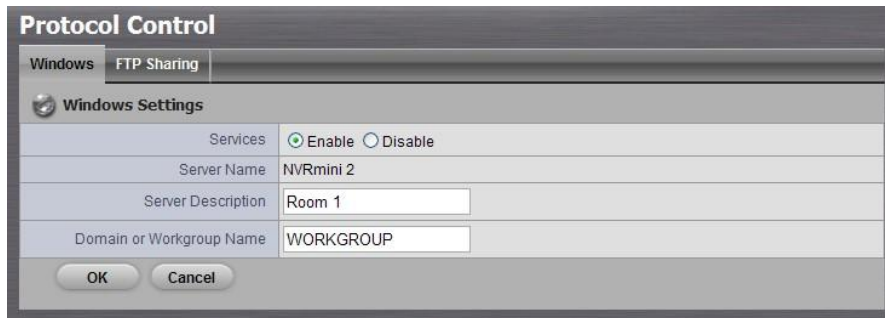 Protocol Control
Windows FTP Sharing
Windows Settings
Services Enable Disable
Server Name NVRmini 2
Server Description Room 1
Domain or Workgroup Name WORKGROUP
OK Cancel